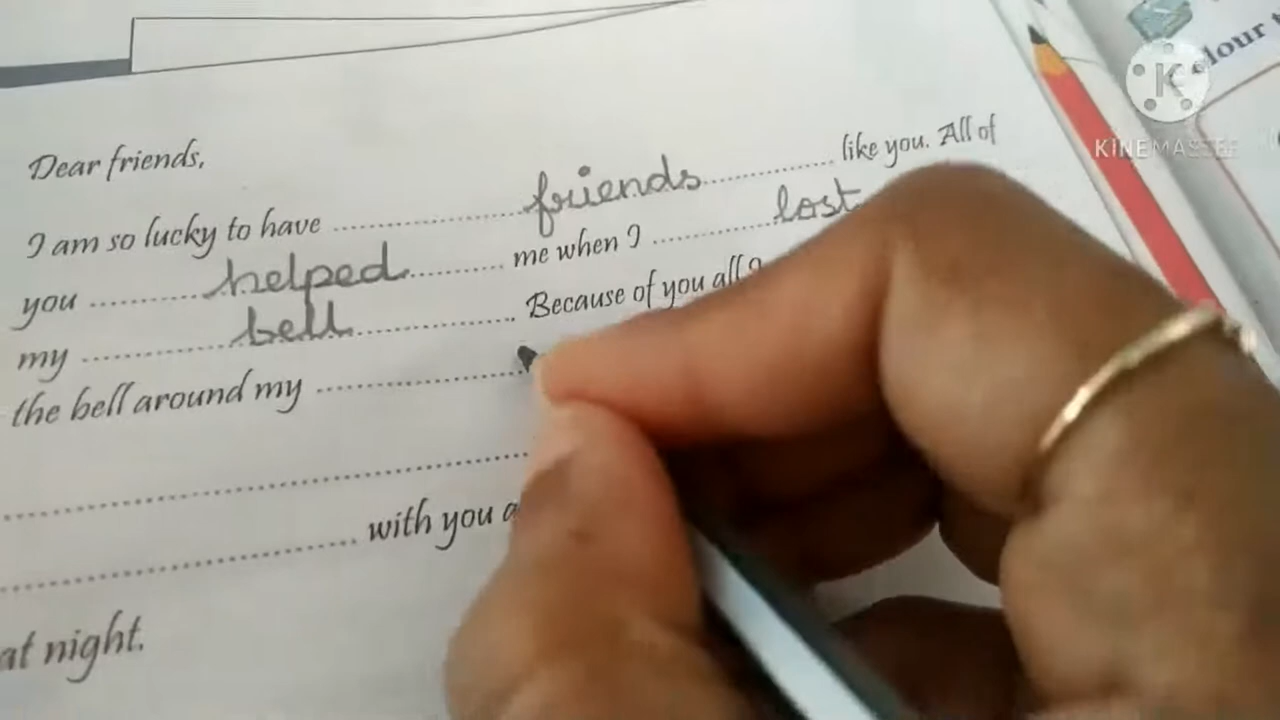 Dear friends,
I am so lucky to have friends like you. All of
you helped me when I lost
my bell. Because of you all
the bell around my
with you
at night.
KINEMASTER